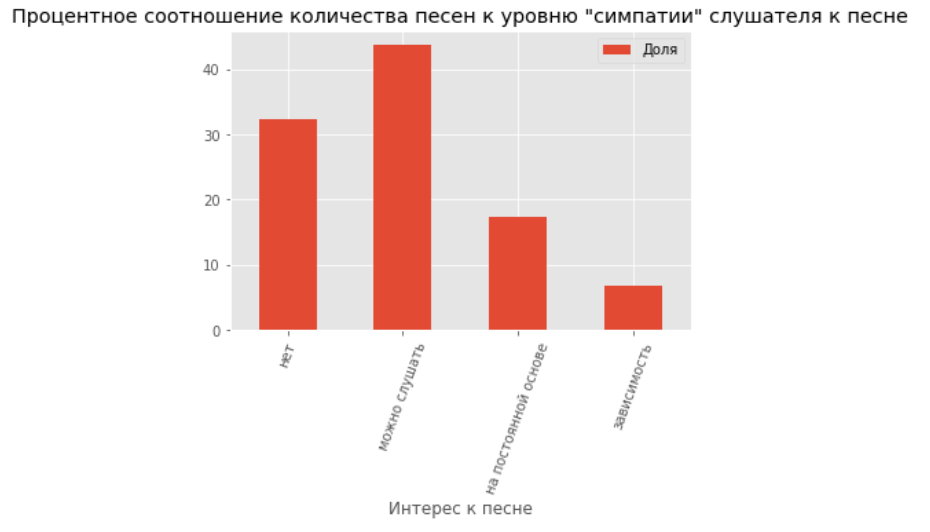 Процентное соотношение количества песен к уровню "симпатии" слушателя к песне
Доля
40
30
20
10
0
нет
можно слушать
на постоянной основе
зависимость
Интерес к песне